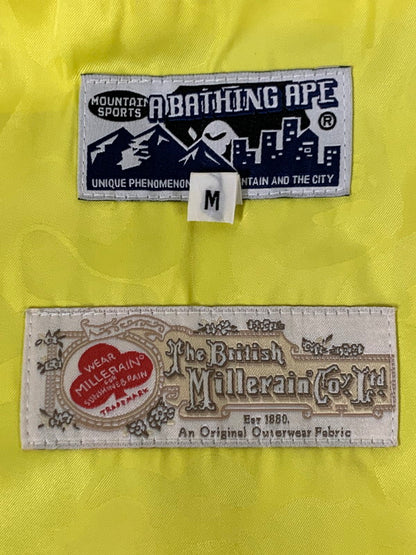 MOUNTAIN
SPORTS
A BATHING APE
®
UNIQUE PHENOMENON MOUNTAIN AND THE CITY
M
WEAR
MILLERAIN
FOR
SUNSHINE & RAIN
TRADEMARK
The British
Millerain Coy Ltd
Est 1880.
An Original Outerwear Fabric